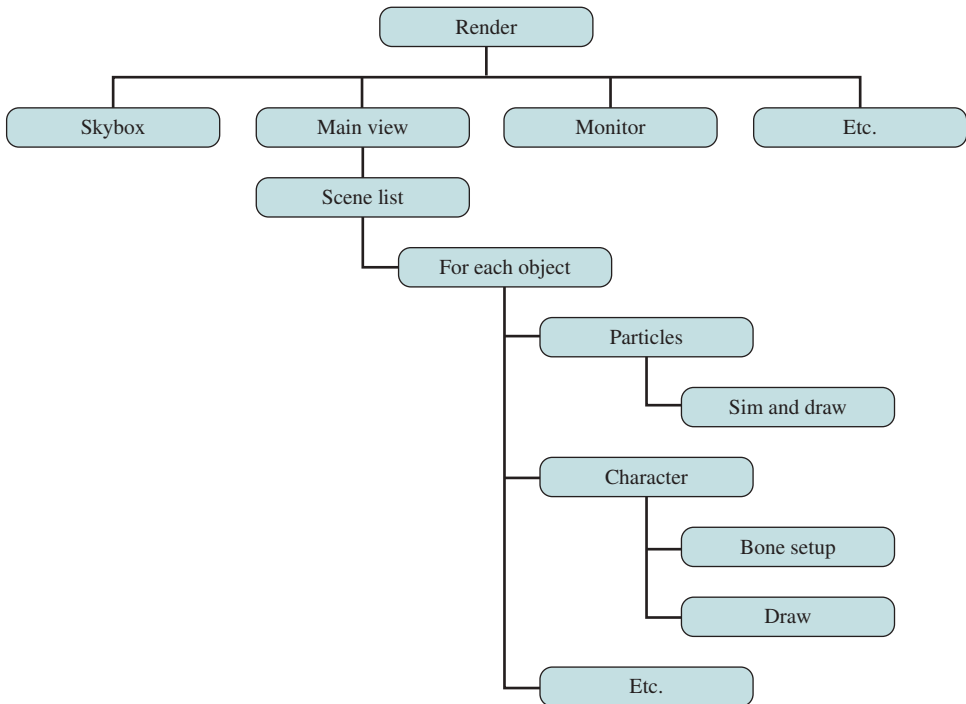 Render
Skybox
Main view
Monitor
Etc.
Scene list
For each object
Particles
Sim and draw
Character
Bone setup
Draw
Etc.